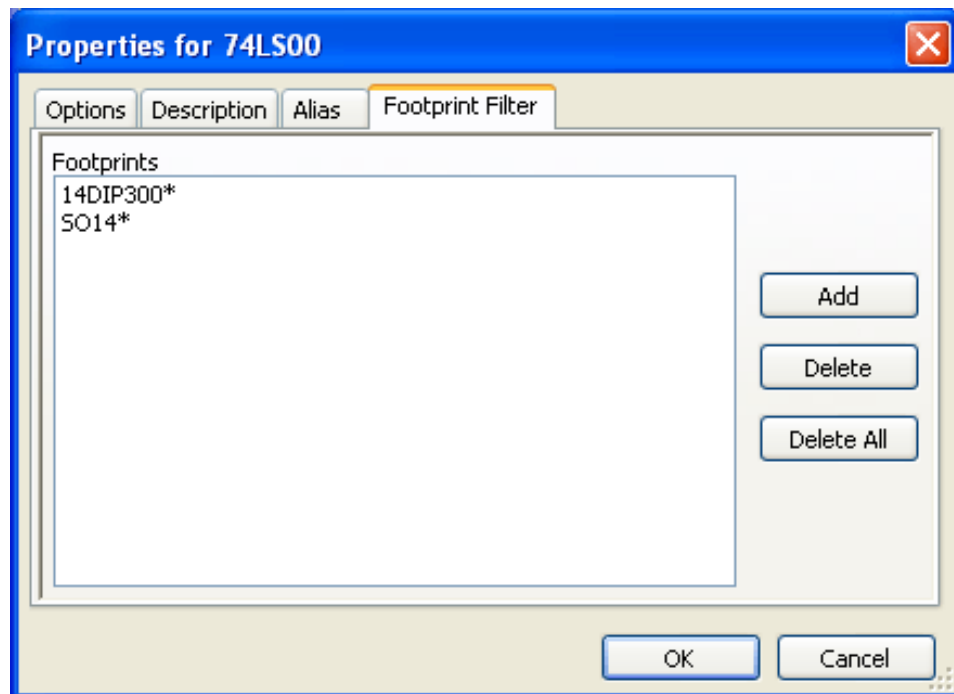 Properties for 74LS00
Options Description Alias Footprint Filter
Footprints
14DIP300*
SO14*
Add
Delete
Delete All
OK Cancel